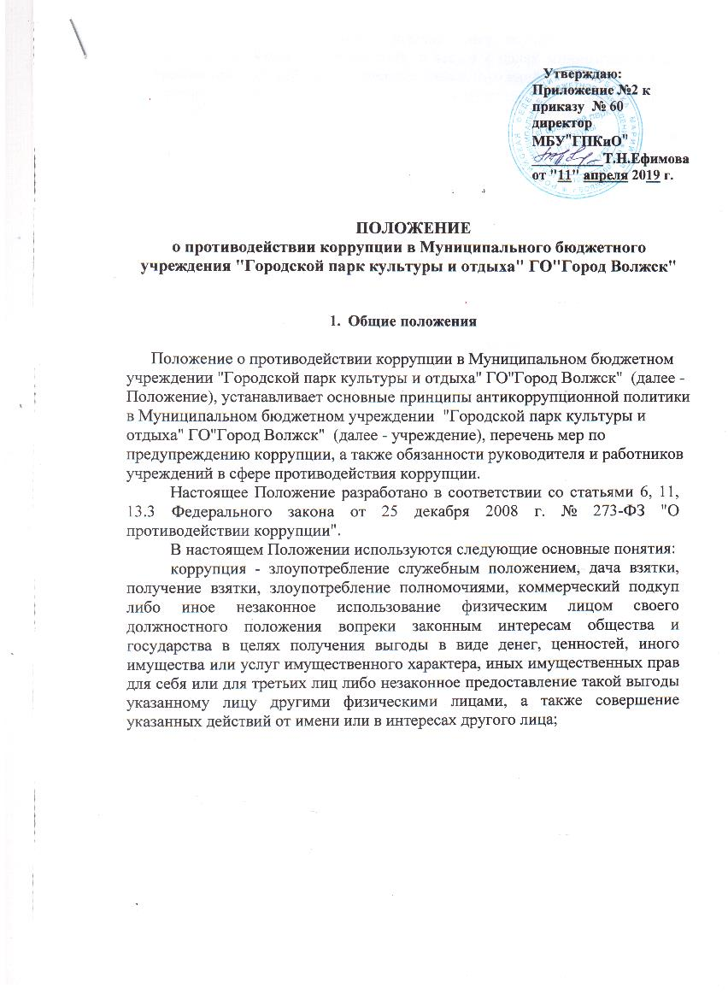 Утверждаю:
Приложение №2 к
приказу № 60
директор
МБУ"ГПКиО"
__________Т.Н.Ефимова
от "11" апреля 2019 г.
ПОЛОЖЕНИЕ
о противодействии коррупции в Муниципального бюджетного
учреждения "Городской парк культуры и отдыха" ГО"Город Волжск"
1. Общие положения
Положение о противодействии коррупции в Муниципальном бюджетном
учреждении "Городской парк культуры и отдыха" ГО"Город Волжск" (далее -
Положение), устанавливает основные принципы антикоррупционной политики
в Муниципальном бюджетном учреждении "Городской парк культуры и
отдыха" ГО"Город Волжск" (далее - учреждение), перечень мер по
предупреждению коррупции, а также обязанности руководителя и работников
учреждений в сфере противодействия коррупции.
Настоящее Положение разработано в соответствии со статьями 6, 11,
13.3 Федерального закона от 25 декабря 2008 г. № 273-ФЗ "О
противодействии коррупции".
В настоящем Положении используются следующие основные понятия:
коррупция - злоупотребление служебным положением, дача взятки,
получение взятки, злоупотребление полномочиями, коммерческий подкуп
либо иное незаконное использование физическим лицом своего
должностного положения вопреки законным интересам общества и
государства в целях получения выгоды в виде денег, ценностей, иного
имущества или услуг имущественного характера, иных имущественных прав
для себя или для третьих лиц либо незаконное предоставление такой выгоды
указанному лицу другими физическими лицами, а также совершение
указанных действий от имени или в интересах другого лица;